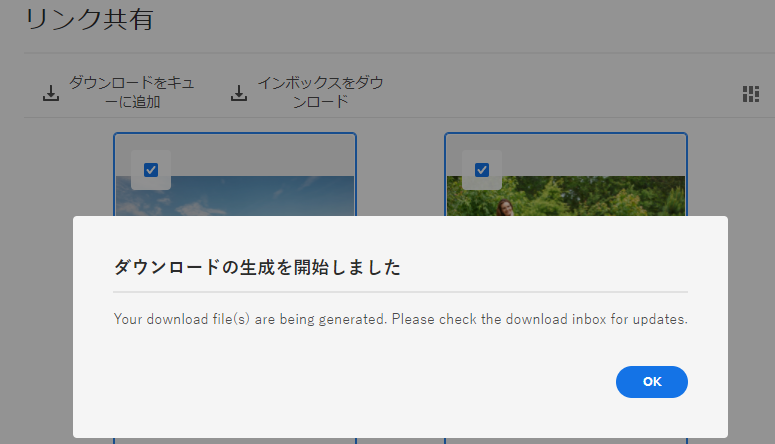 リンク共有
ダウンロードをキュ
ーに追加
インボックスをダウ
ンロード
ダウンロードの生成を開始しました
Your download file(s) are being generated. Please check the download inbox for updates.
OK